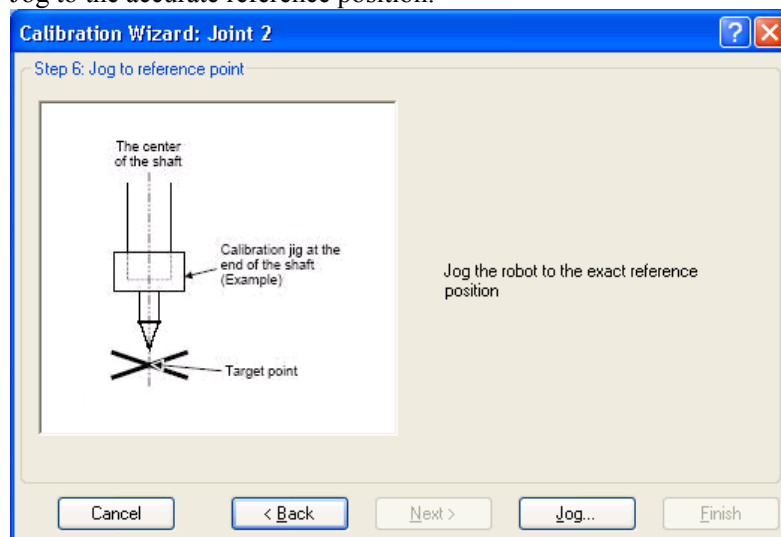 Jog to the accurate reference position.
Calibration Wizard: Joint 2
Step 6: Jog to reference point
The center
of the shaft
Calibration jig at the
end of the shaft
(Example)
Target point
Jog the robot to the exact reference
position
Cancel
< Back
Next >
Jog...
Finish